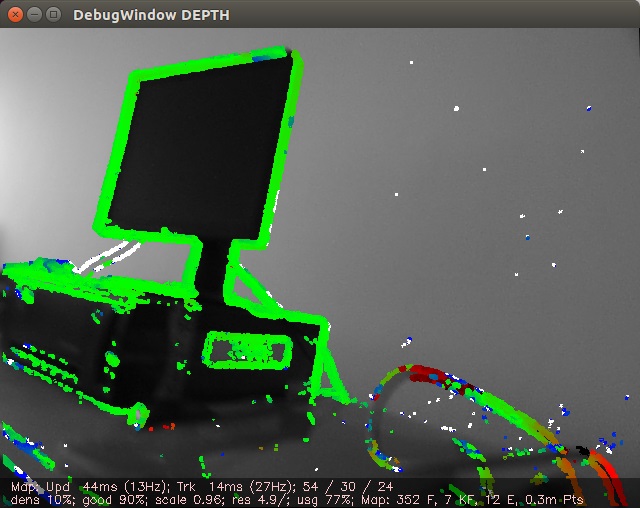 DebugWindow DEPTH
Map: Upd 44ms (13Hz); Trk 14ms (27Hz); 54 / 30 / 24
dens 10%; good 90%; scale 0.96; res 4.9/; usg 77%; Map: 352 F, 7 KF, 12 E, 0.3m Pts